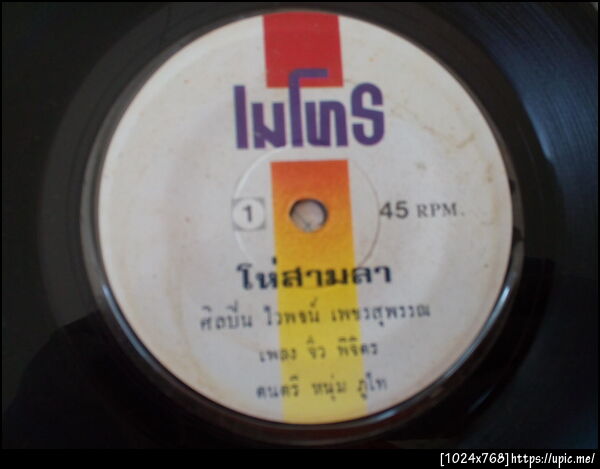 เมโทร
1
45 RPM.
โห่สามลา
ศิลปิน ไวพจน์ เพชรสุพรรณ
เพลง จิ๋ว พิจิตร
ดนตรี หนุ่ม ภูไท
[1024x768]https://upic.me/